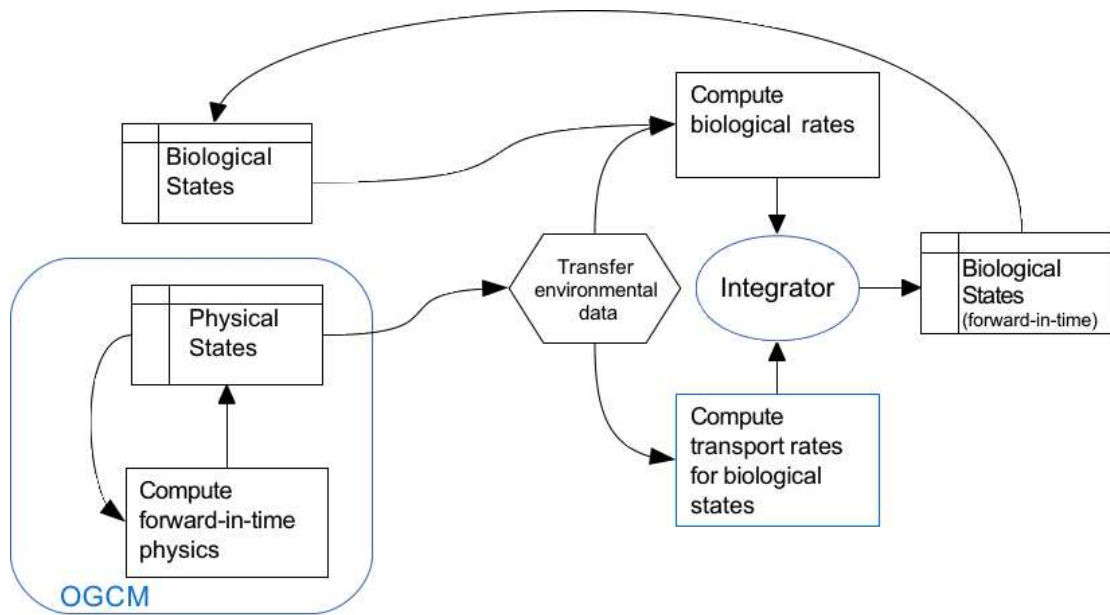 Compute
biological rates
Biological
States
Transfer
environmental
data
Integrator
Biological
States
(forward-in-time)
Physical
States
Compute
transport rates
for biological
states
Compute
forward-in-time
physics
OGCM